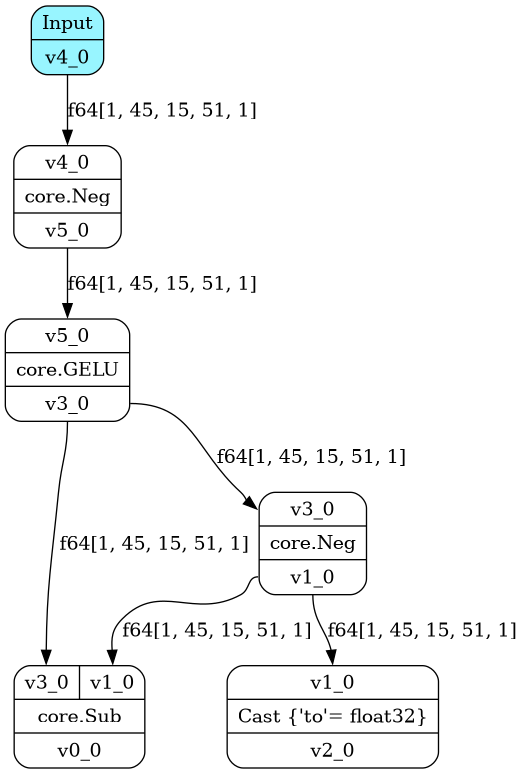 Input
v4_0
f64[1, 45, 15, 51, 1]
v4_0
core.Neg
v5_0
f64[1, 45, 15, 51, 1]
v5_0
core.GELU
v3_0
f64[1, 45, 15, 51, 1]
v3_0
core.Neg
v1_0
f64[1, 45, 15, 51, 1]
f64[1, 45, 15, 51, 1]
f64[1, 45, 15, 51, 1]
v3_0 v1_0
core.Sub
v0_0
v1_0
Cast {'to'= float32}
v2_0